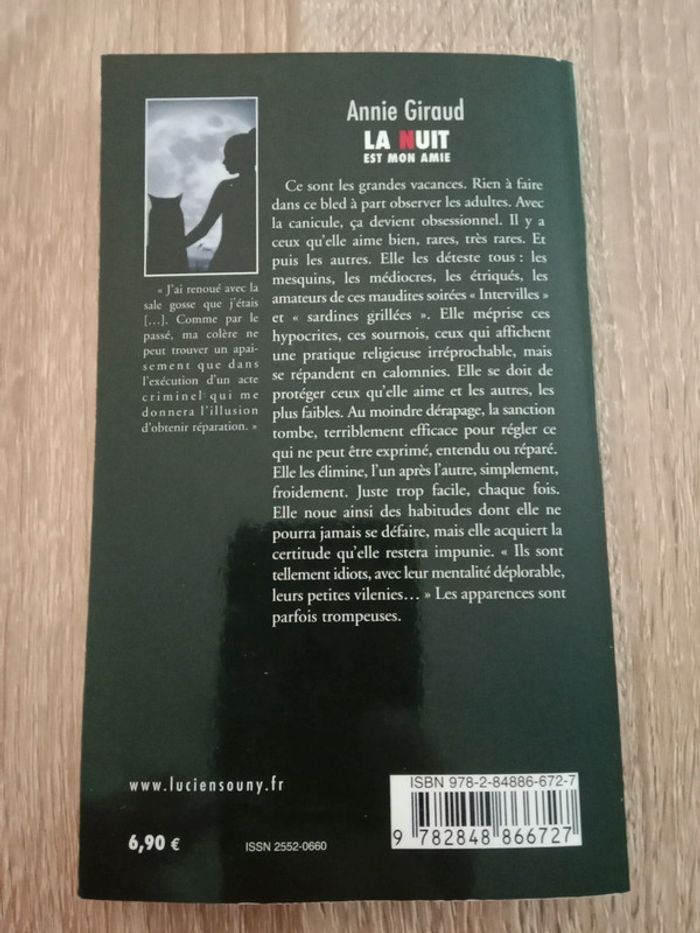 Annie Giraud
LA NUIT
EST MON AMIE
Ce sont les grandes vacances. Rien à faire
dans ce bled à part observer les adultes. Avec
la canicule, ça devient obsessionnel. Il y a
ceux qu'elle aime bien, rares, très rares. Et
puis les autres. Elle les déteste tous : les
mesquins, les médiocres, les étriqués, les
amateurs de ces maudites soirées « Intervilles »
et « sardines grillées ». Elle méprise ces
hypocrites, ces sournois, ceux qui affichent
une pratique religieuse irréprochable, mais
se répandent en calomnies. Elle se doit de
protéger ceux qu'elle aime et les autres, les
plus faibles. Au moindre dérapage, la sanction
tombe, terriblement efficace pour régler ce
qui ne peut être exprimé, entendu ou réparé.
Elle les élimine, l'un après l'autre, simplement,
froidement. Juste trop facile, chaque fois.
Elle noue ainsi des habitudes dont elle ne
pourra jamais se défaire, mais elle acquiert la
certitude qu'elle restera impunie. « Ils sont
tellement idiots, avec leur mentalité déplorable,
leurs petites vilenies… » Les apparences sont
parfois trompeuses.
« J'ai renoué avec la
sale gosse que j'étais
[…]. Comme par le
passé, ma colère ne
peut trouver un apai-
sement que dans
l'exécution d'un acte
criminel qui me
donnera l'illusion
d'obtenir réparation. »
www.luciensouny.fr
6,90 €
ISSN 2552-0660
ISBN 978-2-84886-672-7
9 782848 866727